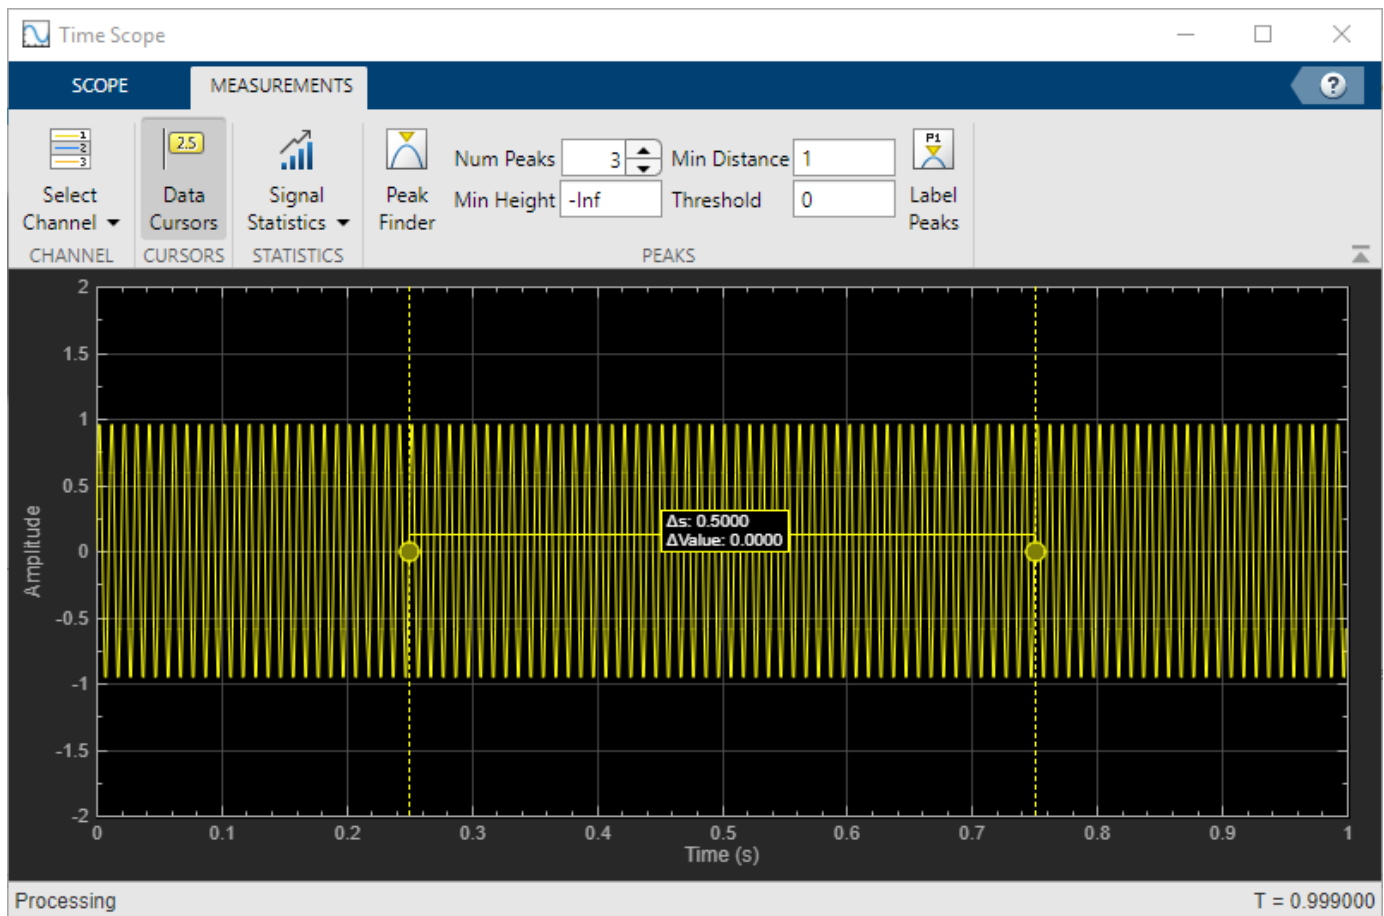 Time Scope
SCOPE MEASUREMENTS ?
1
2
3
2.5
P1
Num Peaks 3 Min Distance 1
Select Channel Data Cursors Signal Statistics Peak Finder Min Height -Inf Threshold 0 Label Peaks
CHANNEL CURSORS STATISTICS PEAKS
2
1.5
1
0.5
0
-0.5
-1
-1.5
-2
Amplitude
Δs: 0.5000
ΔValue: 0.0000
0 0.1 0.2 0.3 0.4 0.5 0.6 0.7 0.8 0.9 1
Time (s)
Processing T = 0.999000